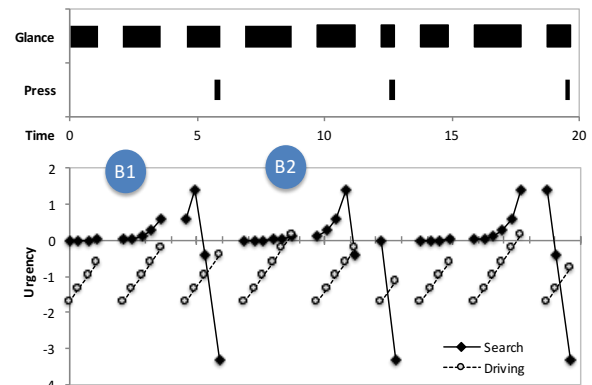 Glance
Press
Time 0 5 10 15 20
B1 B2
2
1
0
-1
-2
-3
-4
Urgency
Search
Driving